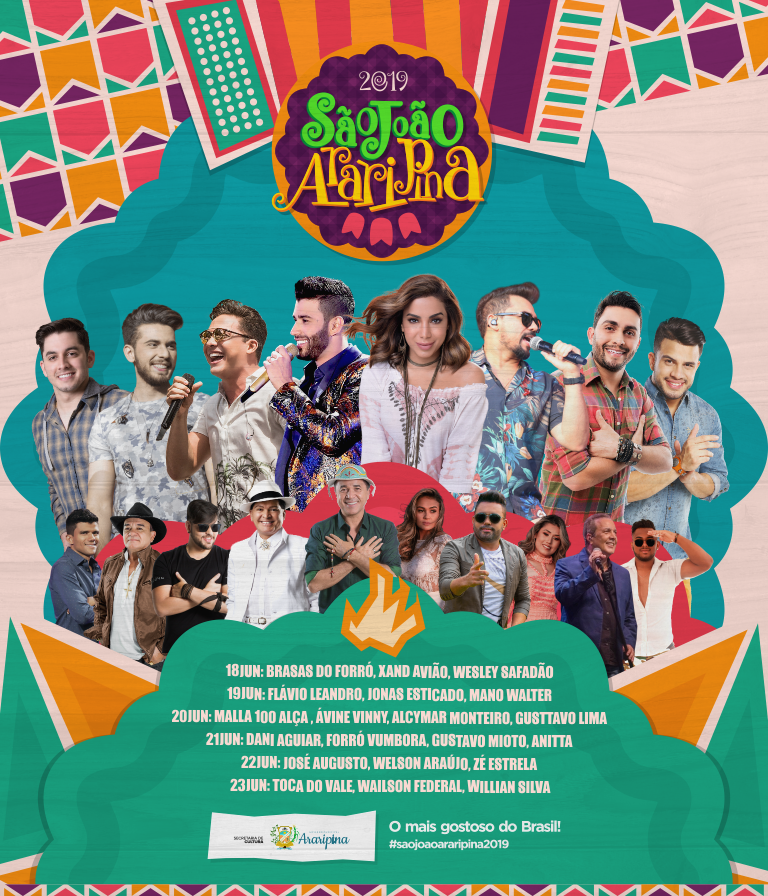 2019
São João
Araripina
18JUN: BRASAS DO FORRÓ, XAND AVIÃO, WESLEY SAFADÃO
19JUN: FLÁVIO LEANDRO, JONAS ESTICADO, MANO WALTER
20JUN: MALLA 100 ALÇA , ÁVINE VINNY, ALCYMAR MONTEIRO, GUSTTAVO LIMA
21JUN: DANI AGUIAR, FORRÓ VUMBORA, GUSTAVO MIOTO, ANITTA
22JUN: JOSÉ AUGUSTO, WELSON ARAÚJO, ZÉ ESTRELA
23JUN: TOCA DO VALE, WAILSON FEDERAL, WILLIAN SILVA
SECRETARIA DE
CULTURA
Araripina
O mais gostoso do Brasil!
#saojoaoararipina2019